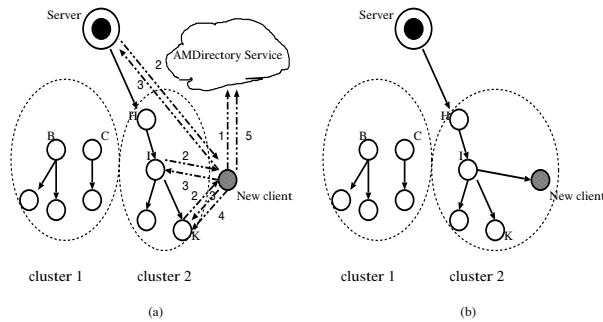 Server
AMDirectory Service
2
3
H
B
C
1
5
I
2
3
2
3
4
New client
K
cluster 1
cluster 2
(a)
Server
H
B
C
I
New client
K
cluster 1
cluster 2
(b)